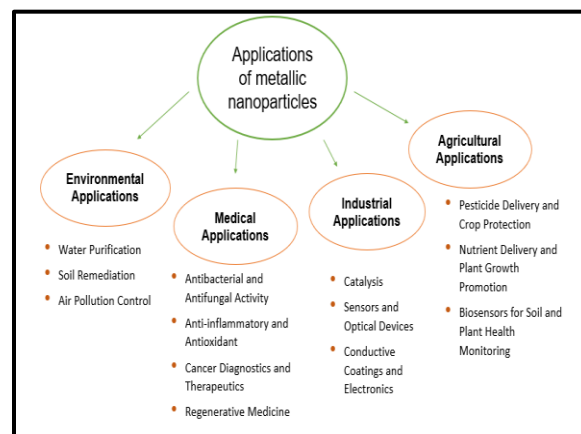 Applications
of metallic
nanoparticles
Environmental
Applications
Water Purification
Soil Remediation
Air Pollution Control
Medical
Applications
Antibacterial and
Antifungal Activity
Anti-inflammatory and
Antioxidant
Cancer Diagnostics and
Therapeutics
Regenerative Medicine
Industrial
Applications
Catalysis
Sensors and
Optical Devices
Conductive
Coatings and
Electronics
Agricultural
Applications
Pesticide Delivery and
Crop Protection
Nutrient Delivery and
Plant Growth
Promotion
Biosensors for Soil and
Plant Health
Monitoring